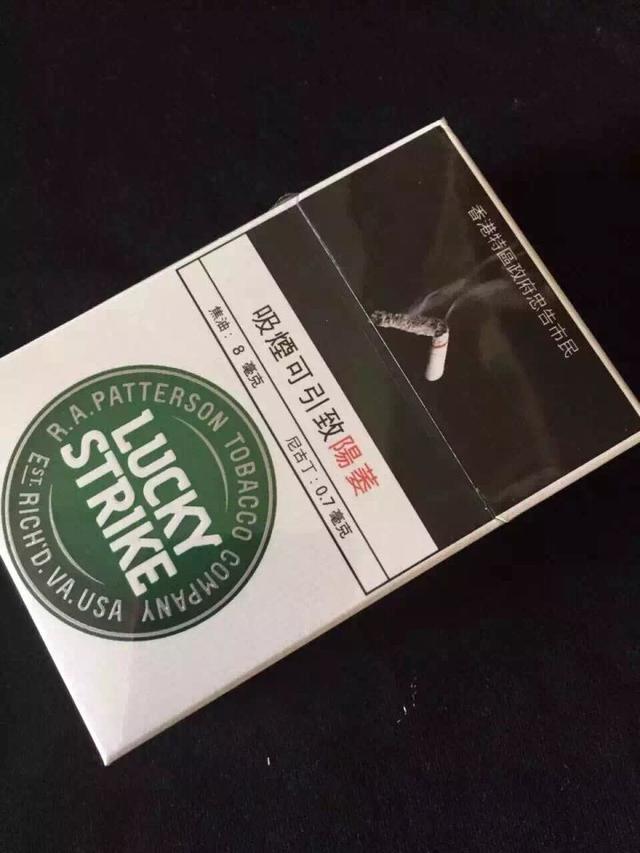 香港特區政府忠告市民
吸煙可引致陽萎
焦油：8 毫克
尼古丁：0.7 毫克
R.A. PATTERSON TOBACCO COMPANY
LUCKY
STRIKE
EST. RICH'D. VA. USA